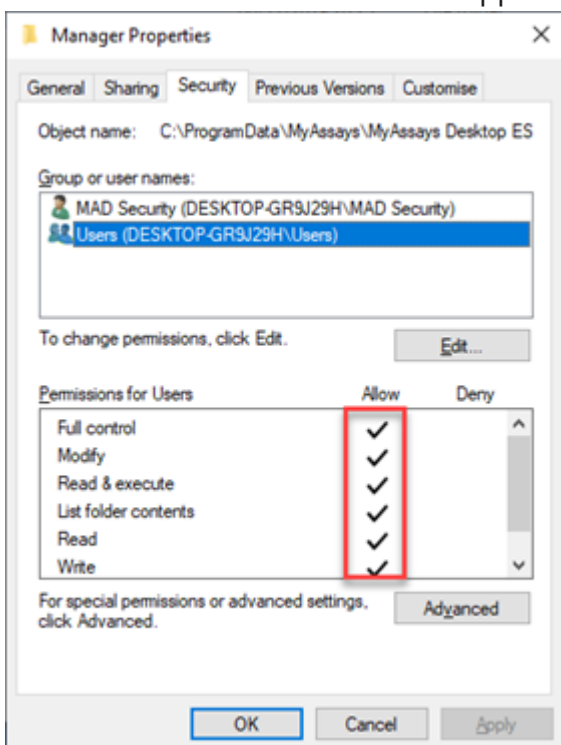 Manager Properties
General Sharing Security Previous Versions Customise
Object name: C:\ProgramData\MyAssays\MyAssays Desktop ES
Group or user names:
MAD Security (DESKTOP-GR9J29H\MAD Security)
Users (DESKTOP-GR9J29H\Users)
To change permissions, click Edit.
Edit...
Permissions for Users Allow Deny
Full control
Modify
Read & execute
List folder contents
Read
Write
For special permissions or advanced settings,
click Advanced.
Advanced
OK Cancel Apply